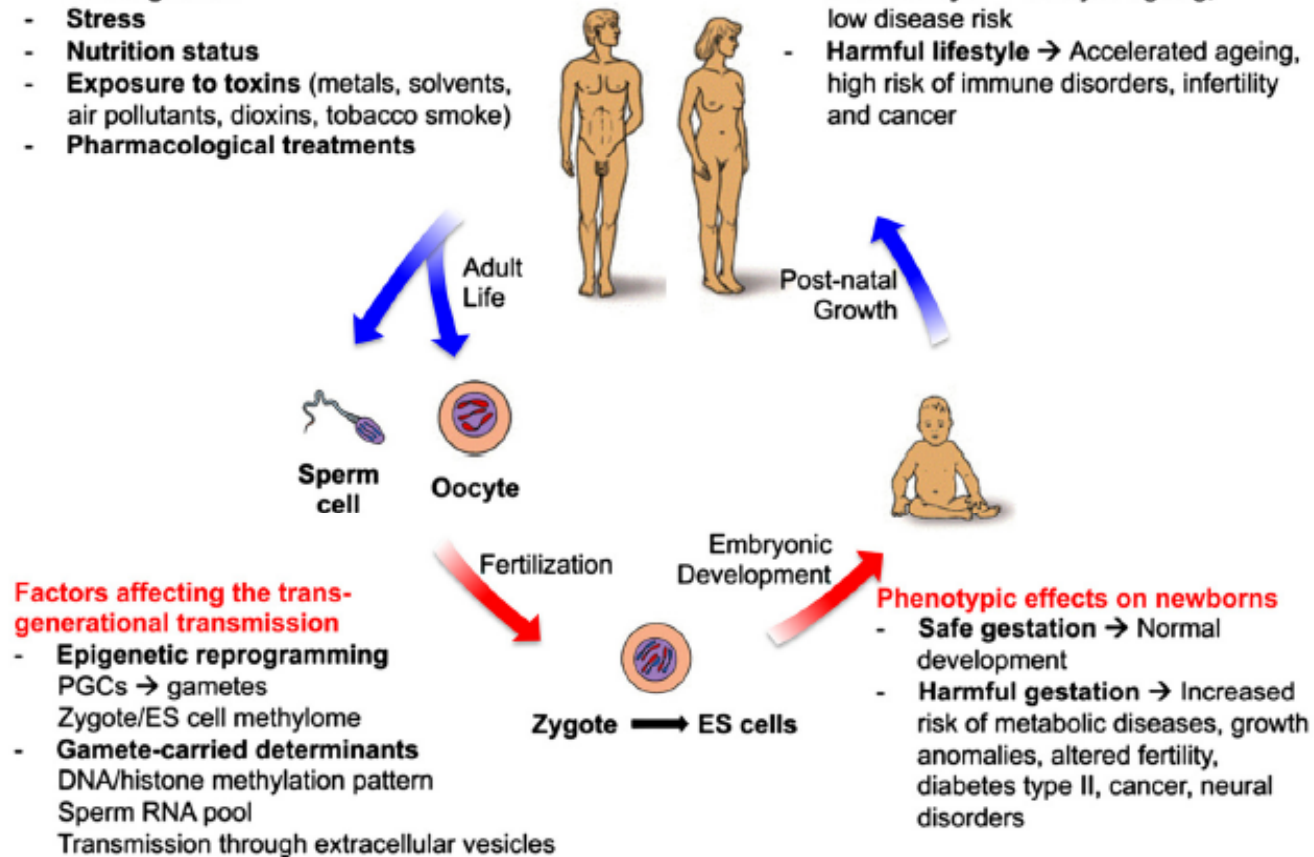 - Stress
- Nutrition status
- Exposure to toxins (metals, solvents,
air pollutants, dioxins, tobacco smoke)
- Pharmacological treatments
low disease risk
- Harmful lifestyle → Accelerated ageing,
high risk of immune disorders, infertility
and cancer
Adult
Life
Post-natal
Growth
Sperm
cell
Oocyte
Fertilization
Embryonic
Development
Factors affecting the trans-
generational transmission
- Epigenetic reprogramming
PGCs → gametes
Zygote/ES cell methylome
- Gamete-carried determinants
DNA/histone methylation pattern
Sperm RNA pool
Transmission through extracellular vesicles
Zygote → ES cells
Phenotypic effects on newborns
- Safe gestation → Normal
development
- Harmful gestation → Increased
risk of metabolic diseases, growth
anomalies, altered fertility,
diabetes type II, cancer, neural
disorders